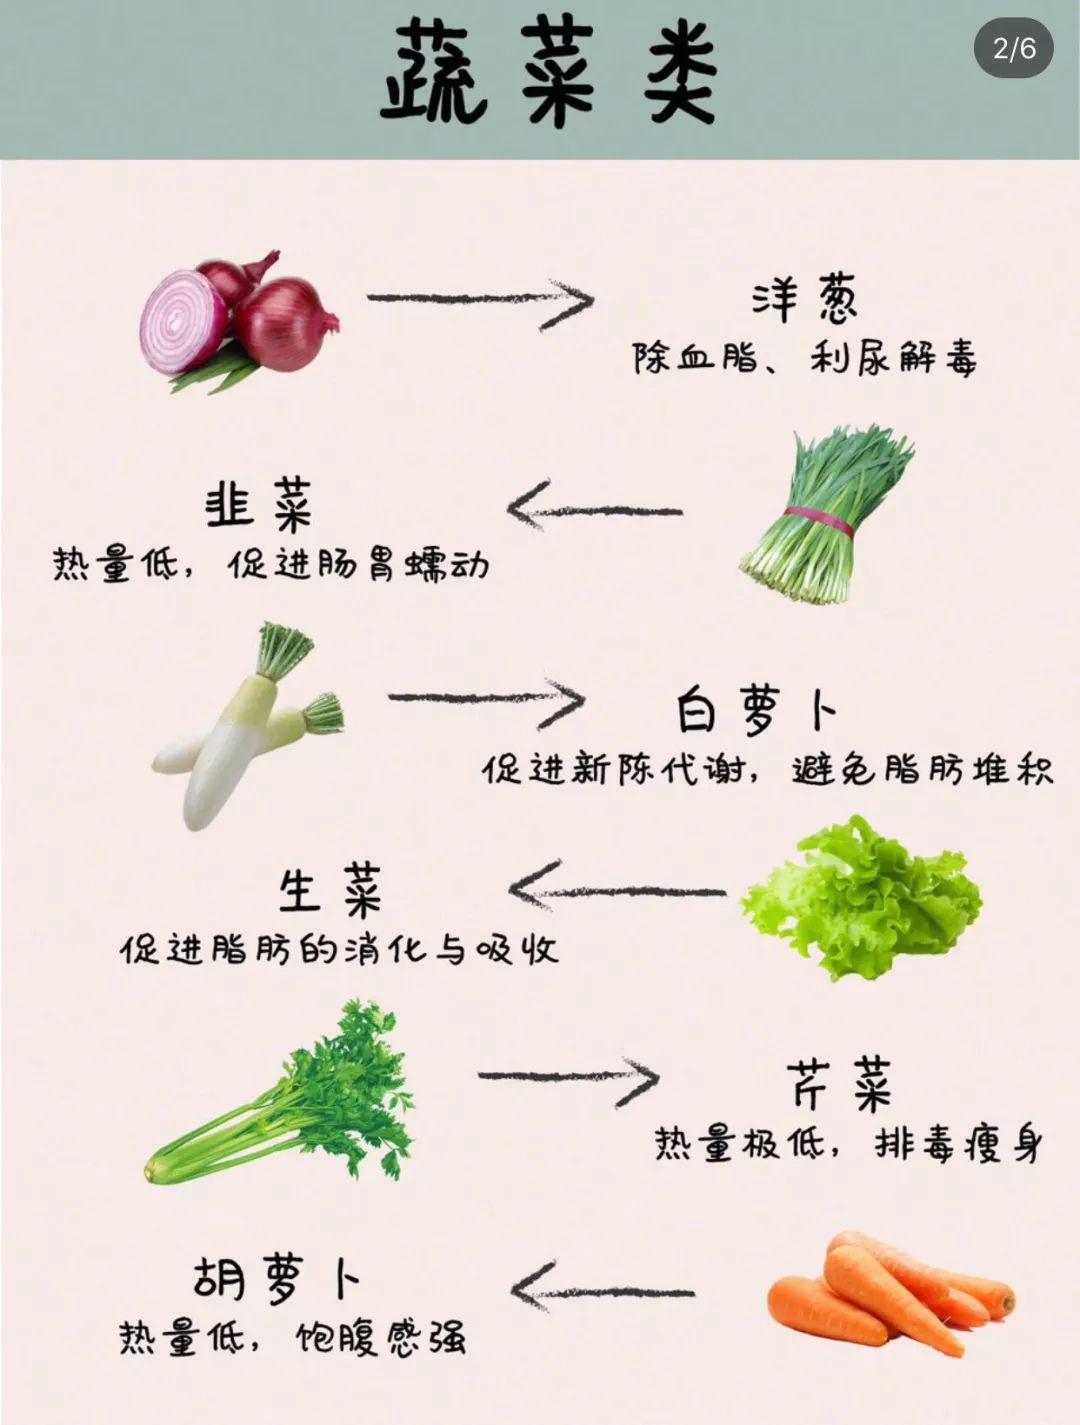 蔬菜类
2/6
洋葱
除血脂、利尿解毒
韭菜
热量低，促进肠胃蠕动
白萝卜
促进新陈代谢，避免脂肪堆积
生菜
促进脂肪的消化与吸收
芹菜
热量极低，排毒瘦身
胡萝卜
热量低，饱腹感强